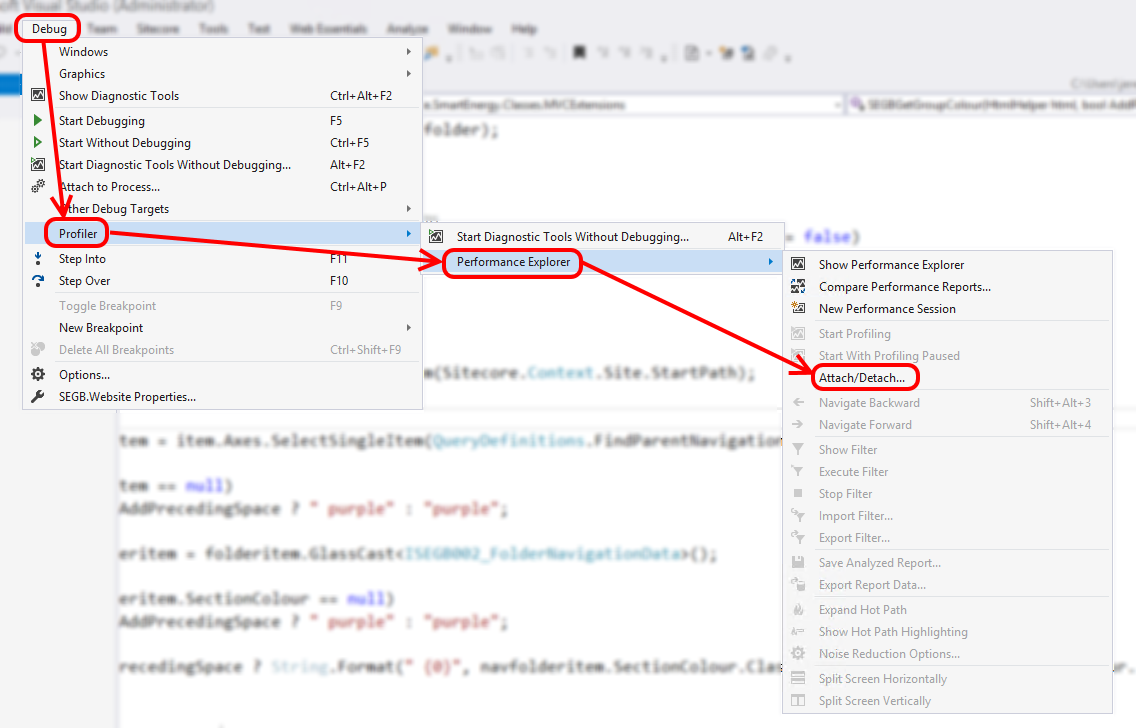 soft Visual Studio (Administrator)
Debug Team Sitecore Tools Test Web Essentials Analyze Window Help
Windows
Graphics
Show Diagnostic Tools Ctrl+Alt+F2
Start Debugging F5
Start Without Debugging Ctrl+F5
Start Diagnostic Tools Without Debugging... Alt+F2
Attach to Process... Ctrl+Alt+P
Other Debug Targets
Profiler
Step Into F11
Step Over F10
Toggle Breakpoint F9
New Breakpoint
Delete All Breakpoints Ctrl+Shift+F9
Options...
SEGB.Website Properties...
Start Diagnostic Tools Without Debugging... Alt+F2
Performance Explorer
Show Performance Explorer
Compare Performance Reports...
New Performance Session
Start Profiling
Start With Profiling Paused
Attach/Detach...
Navigate Backward Shift+Alt+3
Navigate Forward Shift+Alt+4
Show Filter
Execute Filter
Stop Filter
Import Filter...
Export Filter...
Save Analyzed Report...
Export Report Data...
Expand Hot Path
Show Hot Path Highlighting
Noise Reduction Options...
Split Screen Horizontally
Split Screen Vertically
C:\Users\jere
e.SmartEnergy.Classes.MVCExtensions SEGBGetGroupColour(HtmlHelper html, bool AddP
folder);
= false)
m(Sitecore.Context.Site.StartPath);
tem = item.Axes.SelectSingleItem(QueryDefinitions.FindParentNavigation
tem == null)
AddPrecedingSpace ? " purple" : "purple";
eritem = folderitem.GlassCast<ISEGB002_FolderNavigationData>();
eritem.SectionColour == null)
AddPrecedingSpace ? " purple" : "purple";
recedingSpace ? String.Format(" {0}", navfolderitem.SectionColour.Clas